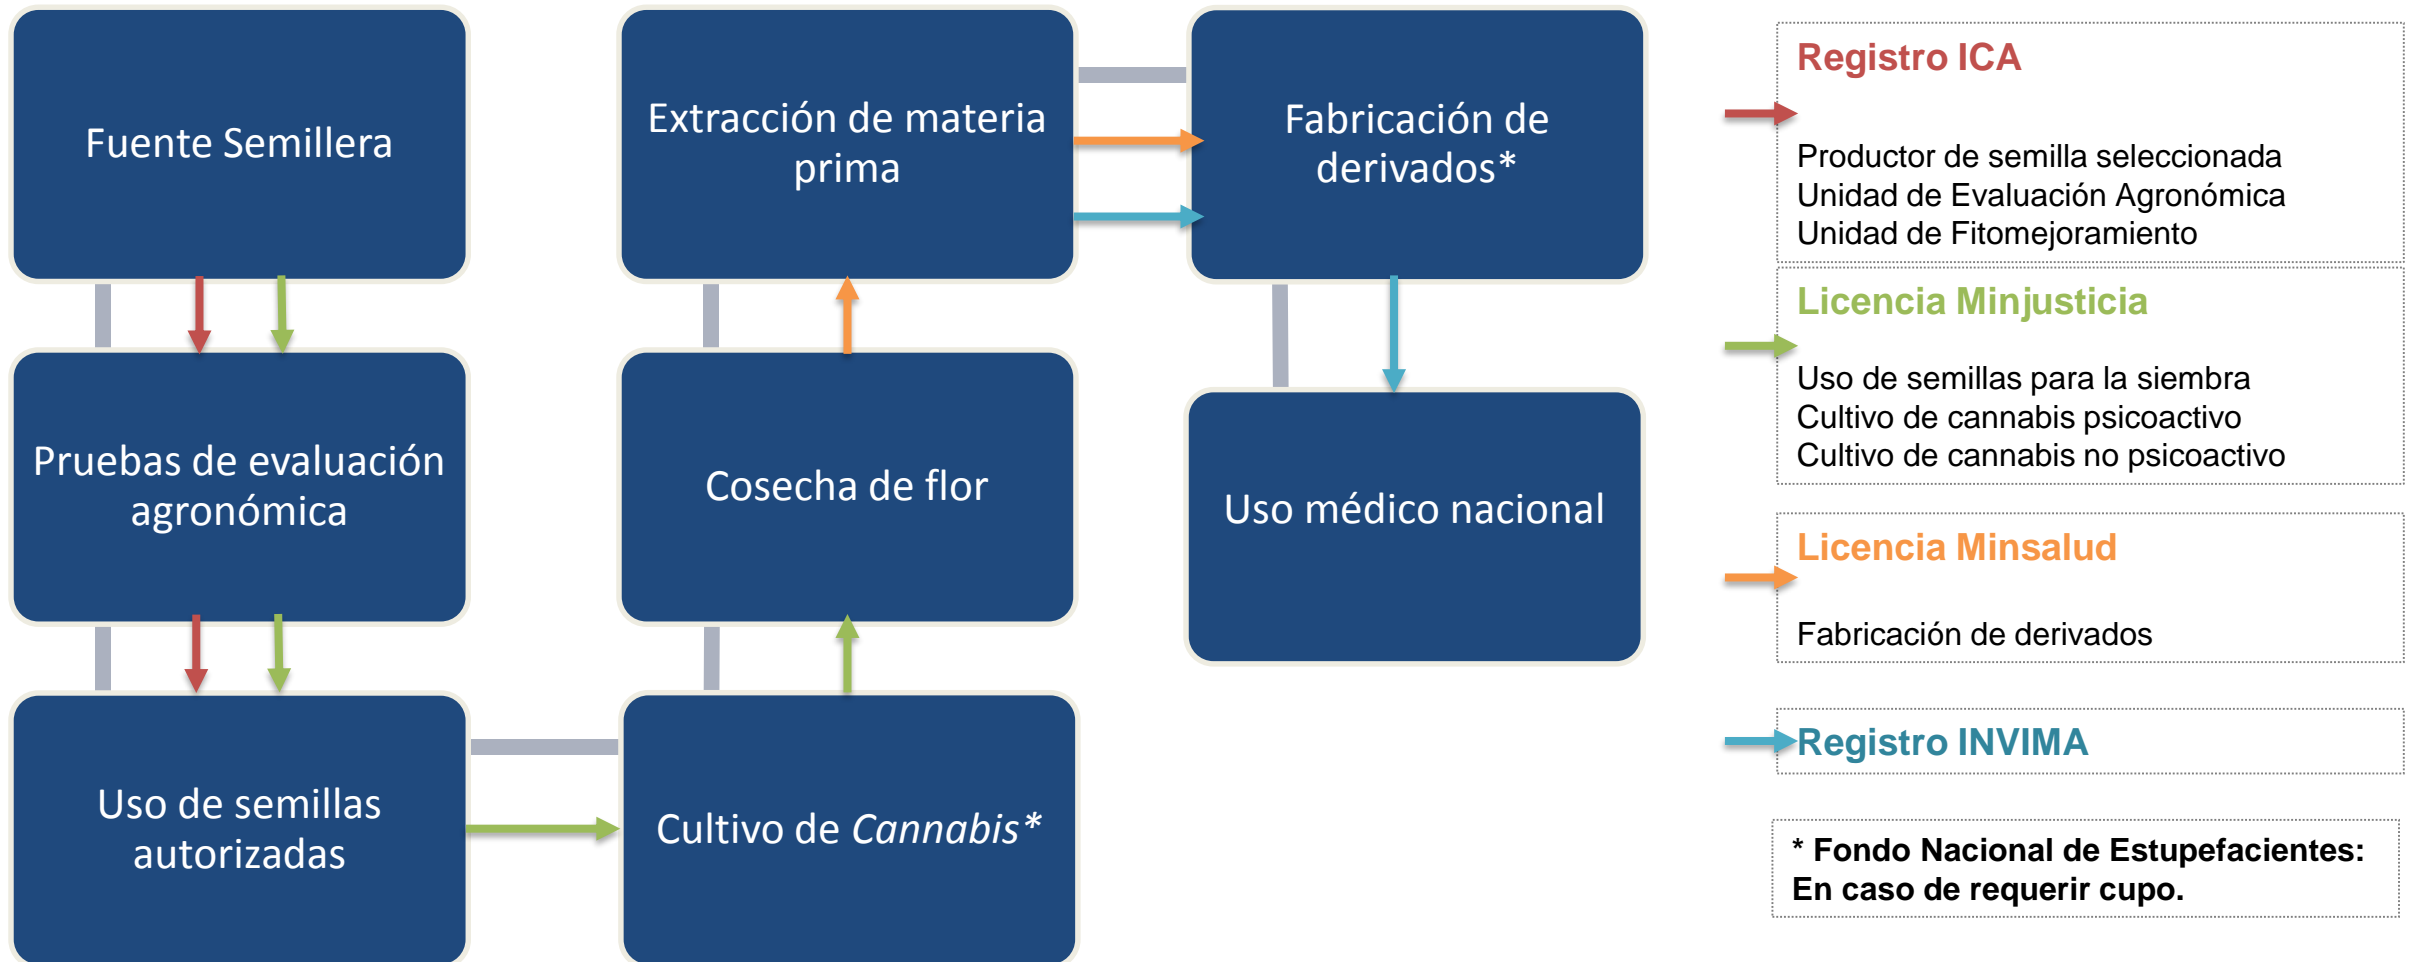 Fuente Semillera
Pruebas de evaluación
agronómica
Uso de semillas
autorizadas
Cultivo de Cannabis*
Cosecha de flor
Extracción de materia
prima
Fabricación de
derivados*
Uso médico nacional
Registro ICA
Productor de semilla seleccionada
Unidad de Evaluación Agronómica
Unidad de Fitomejoramiento
Licencia Minjusticia
Uso de semillas para la siembra
Cultivo de cannabis psicoactivo
Cultivo de cannabis no psicoactivo
Licencia Minsalud
Fabricación de derivados
Registro INVIMA
* Fondo Nacional de Estupefacientes:
En caso de requerir cupo.